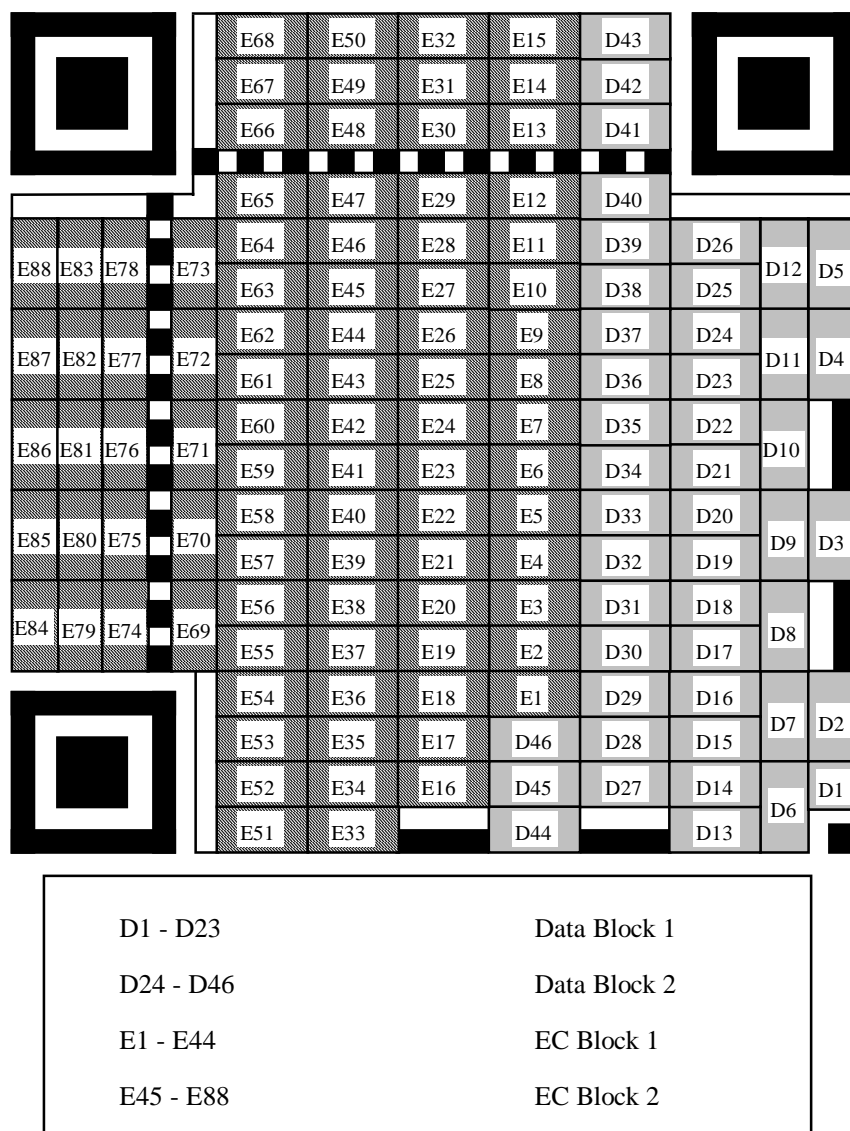 E68 E50 E32 E15 D43
E67 E49 E31 E14 D42
E66 E48 E30 E13 D41
E65 E47 E29 E12 D40
E64 E46 E28 E11 D39 D26
E88 E83 E78 E73 D12 D5
E63 E45 E27 E10 D38 D25
E62 E44 E26 E9 D37 D24
E87 E82 E77 E72 D11 D4
E61 E43 E25 E8 D36 D23
E60 E42 E24 E7 D35 D22
E86 E81 E76 E71 D10
E59 E41 E23 E6 D34 D21
E58 E40 E22 E5 D33 D20
E85 E80 E75 E70 D9 D3
E57 E39 E21 E4 D32 D19
E56 E38 E20 E3 D31 D18
E84 E79 E74 E69 D8
E55 E37 E19 E2 D30 D17
E54 E36 E18 E1 D29 D16
D7 D2
E53 E35 E17 D46 D28 D15
E52 E34 E16 D45 D27 D14 D1
D6
E51 E33 D44 D13
D1 - D23 Data Block 1
D24 - D46 Data Block 2
E1 - E44 EC Block 1
E45 - E88 EC Block 2